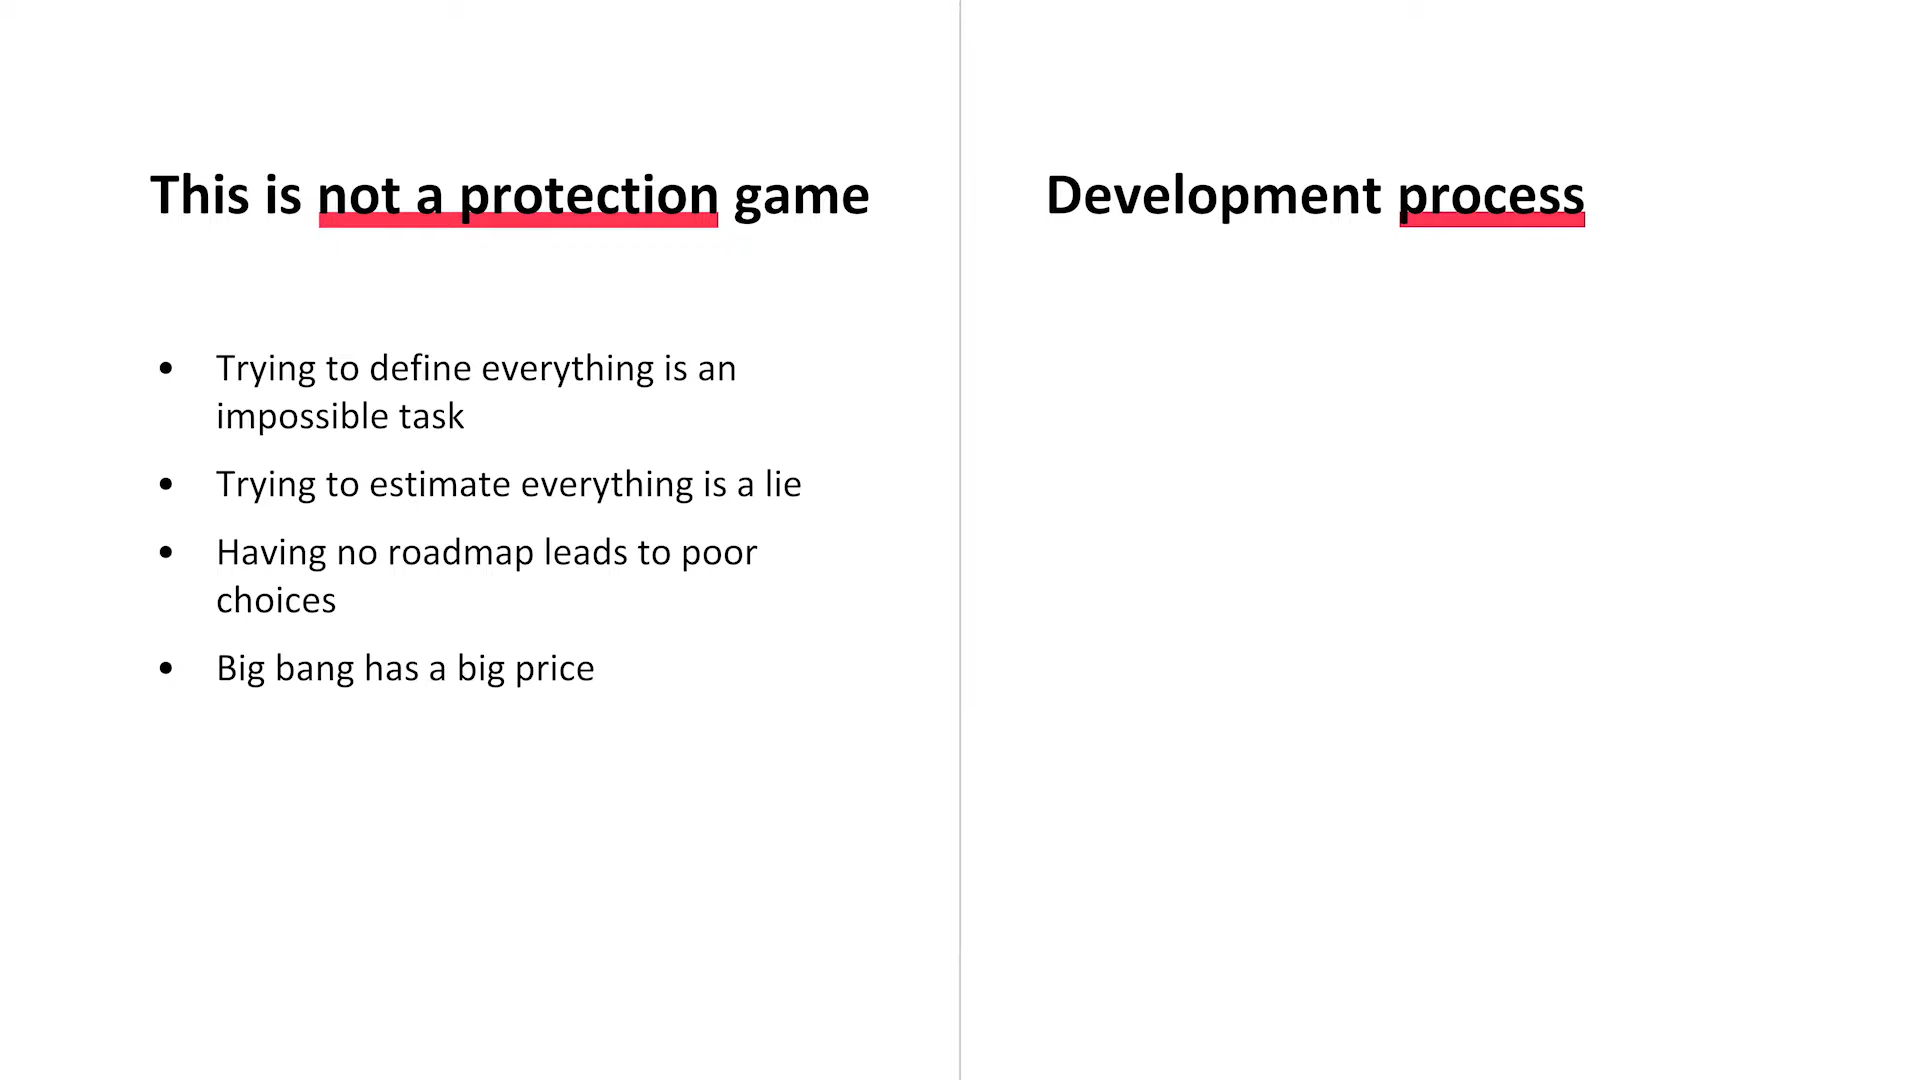 This is not a protection game
• Trying to define everything is an
impossible task
• Trying to estimate everything is a lie
• Having no roadmap leads to poor
choices
• Big bang has a big price
Development process